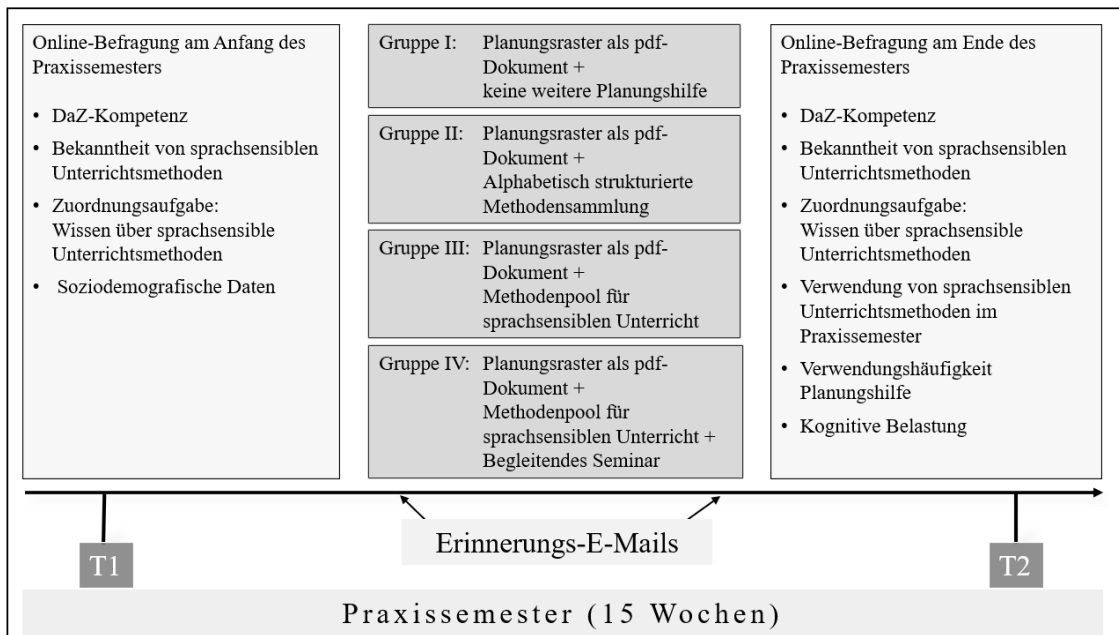 Online-Befragung am Anfang des
Praxissemesters
• DaZ-Kompetenz
• Bekanntheit von sprachsensiblen
Unterrichtsmethoden
• Zuordnungsaufgabe:
Wissen über sprachsensible
Unterrichtsmethoden
• Soziodemografische Daten
Gruppe I: Planungsraster als pdf-
Dokument +
keine weitere Planungshilfe
Gruppe II: Planungsraster als pdf-
Dokument +
Alphabetisch strukturierte
Methodensammlung
Gruppe III: Planungsraster als pdf-
Dokument +
Methodenpool für
sprachsensiblen Unterricht
Gruppe IV: Planungsraster als pdf-
Dokument +
Methodenpool für
sprachsensiblen Unterricht +
Begleitendes Seminar
Online-Befragung am Ende des
Praxissemesters
• DaZ-Kompetenz
• Bekanntheit von sprachsensiblen
Unterrichtsmethoden
• Zuordnungsaufgabe:
Wissen über sprachsensible
Unterrichtsmethoden
• Verwendung von sprachsensiblen
Unterrichtsmethoden im
Praxissemester
• Verwendungshäufigkeit
Planungshilfe
• Kognitive Belastung
Erinnerungs-E-Mails
T1
T2
Praxissemester (15 Wochen)